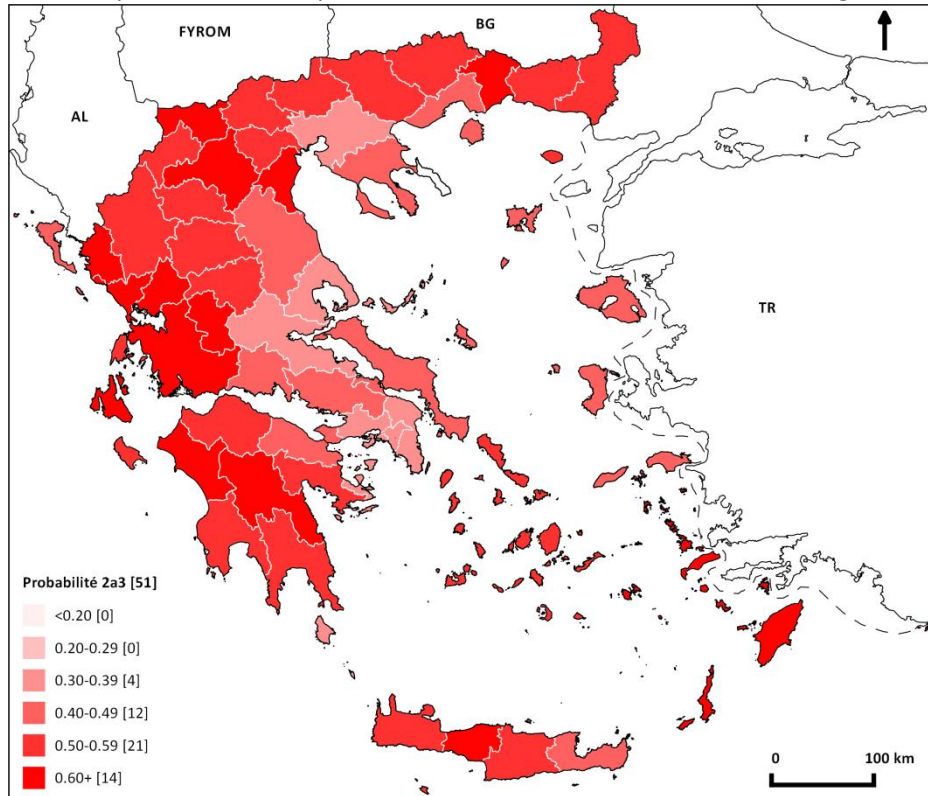 FYROM
BG
AL
TR
Probabilité 2a3 [51]
<0.20 [0]
0.20-0.29 [0]
0.30-0.39 [4]
0.40-0.49 [12]
0.50-0.59 [21]
0.60+ [14]
0 100 km